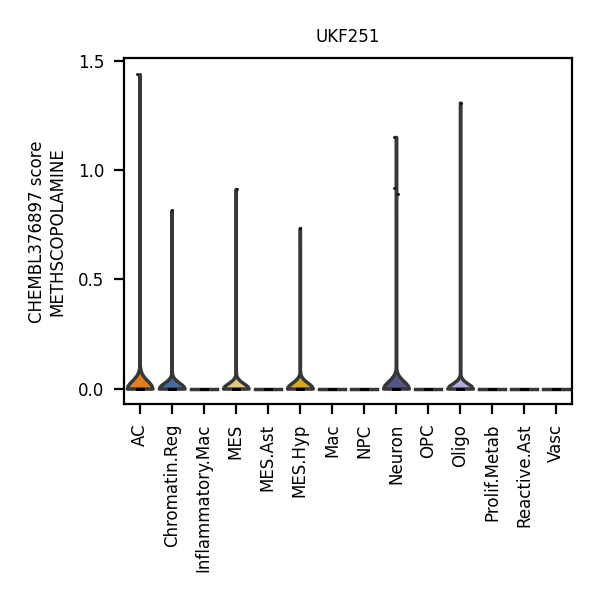 UKF251
CHEMBL376897 score
METHSCOPOLAMINE
1.5
1.0
0.5
0.0
AC
Chromatin.Reg
Inflammatory.Mac
MES
MES.Ast
MES.Hyp
Mac
NPC
Neuron
OPC
Oligo
Prolif.Metab
Reactive.Ast
Vasc